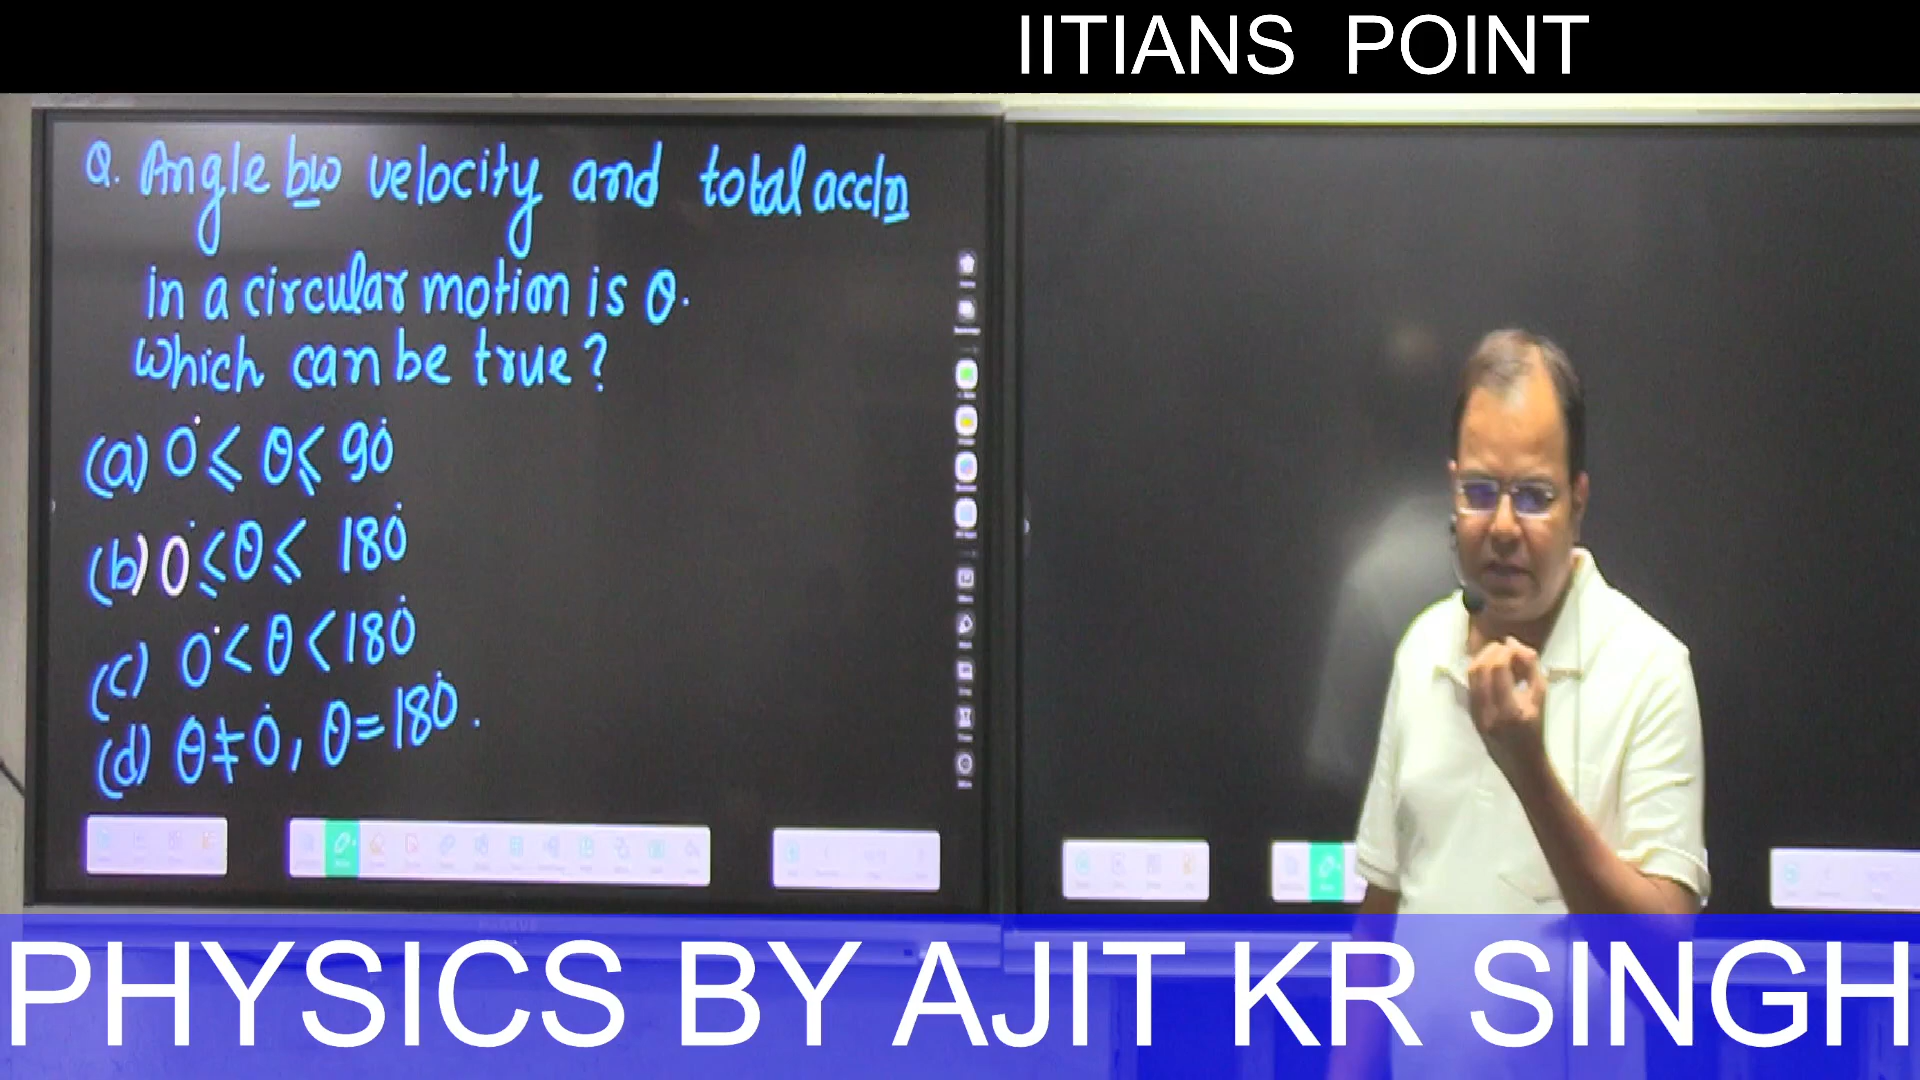 IITIANS POINT
Q. Angle bw velocity and total accln
in a circular motion is θ.
which can be true?
(a) 0° ≤ θ ≤ 90°
(b) 0° ≤ θ ≤ 180°
(c) 0° < θ < 180°
(d) θ ≠ 0°, θ = 180°.
PHYSICS BY AJIT KR SINGH